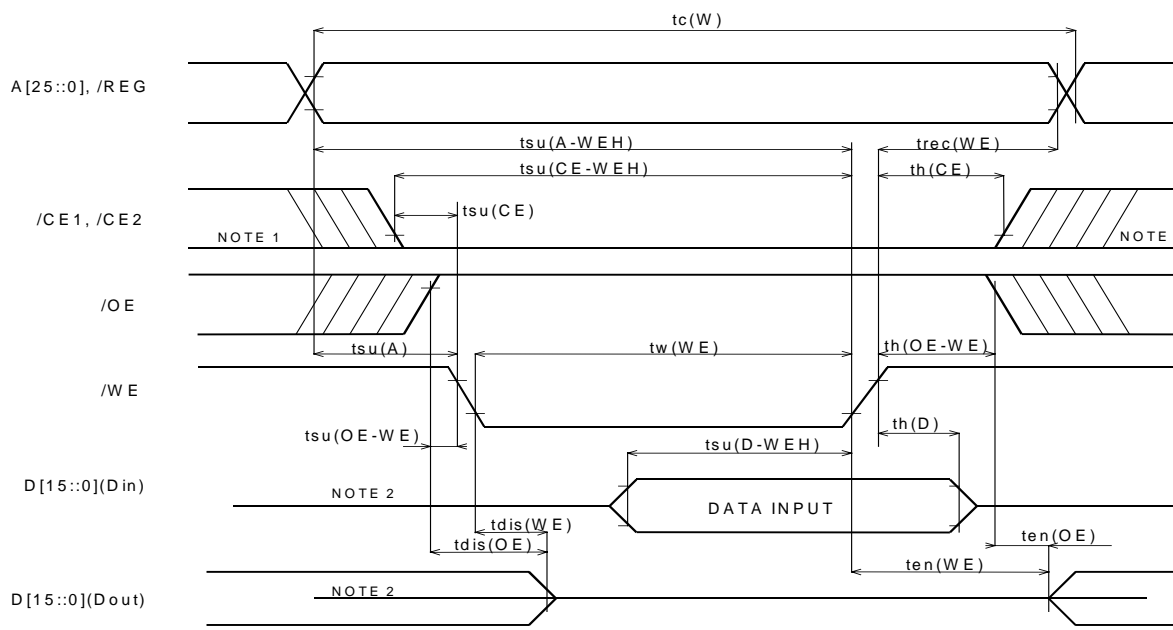 tc(W)
A[25::0], /REG
tsu(A-WEH)
trec(WE)
tsu(CE-WEH)
th(CE)
/CE1, /CE2
tsu(CE)
NOTE 1
NOTE
/OE
tsu(A)
tw(WE)
th(OE-WE)
/WE
tsu(OE-WE)
th(D)
tsu(D-WEH)
D[15::0](Din)
NOTE 2
DATA INPUT
tdis(WE)
ten(OE)
tdis(OE)
ten(WE)
D[15::0](Dout)
NOTE 2